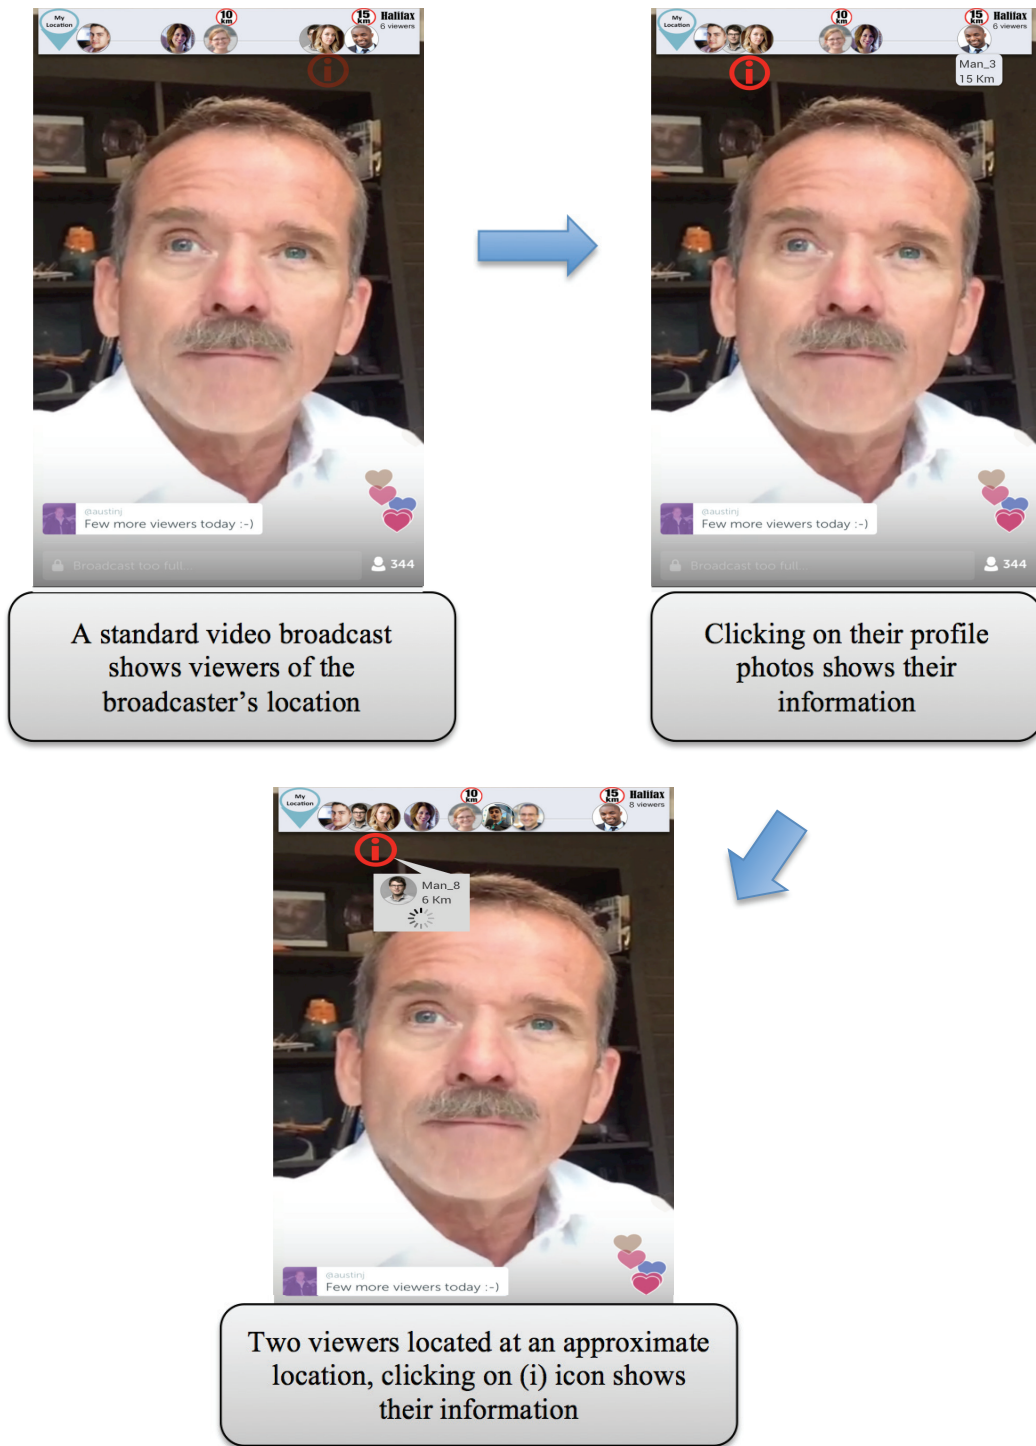 My
Location
10
km
15
km
Halifax
6 viewers
i
@austinj
Few more viewers today :-)
Broadcast too full...
344
A standard video broadcast
shows viewers of the
broadcaster's location
My
Location
10
km
15
km
Halifax
6 viewers
i
Man_3
15 Km
@austinj
Few more viewers today :-)
Broadcast too full...
344
Clicking on their profile
photos shows their
information
My
Location
10
km
15
km
Halifax
8 viewers
i
Man_8
6 Km
@austinj
Few more viewers today :-)
Two viewers located at an approximate
location, clicking on (i) icon shows
their information